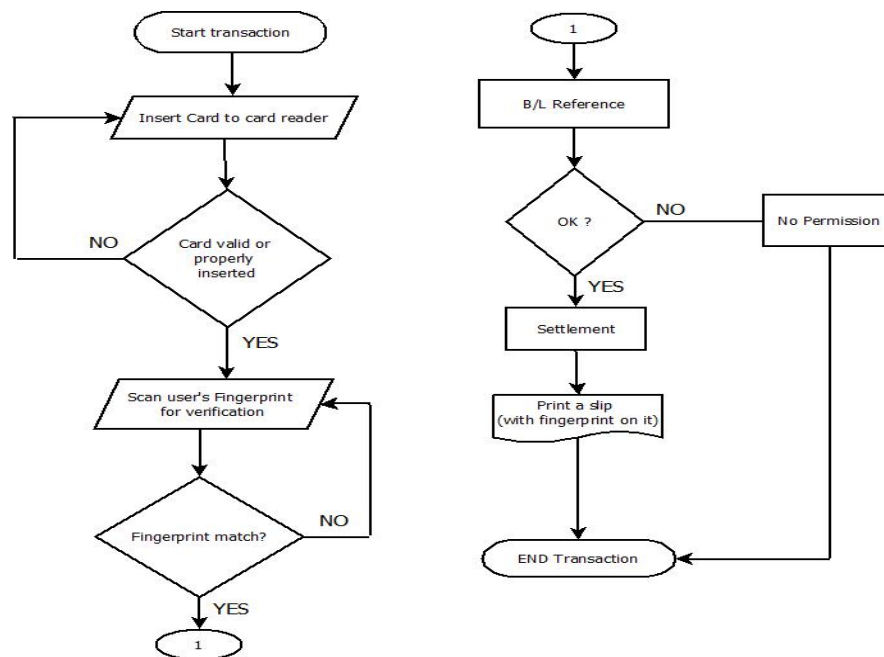 Start transaction
Insert Card to card reader
NO
Card valid or
properly
inserted
YES
Scan user's Fingerprint
for verification
Fingerprint match?
NO
YES
1
1
B/L Reference
OK ?
NO
No Permission
YES
Settlement
Print a slip
(with fingerprint on it)
END Transaction